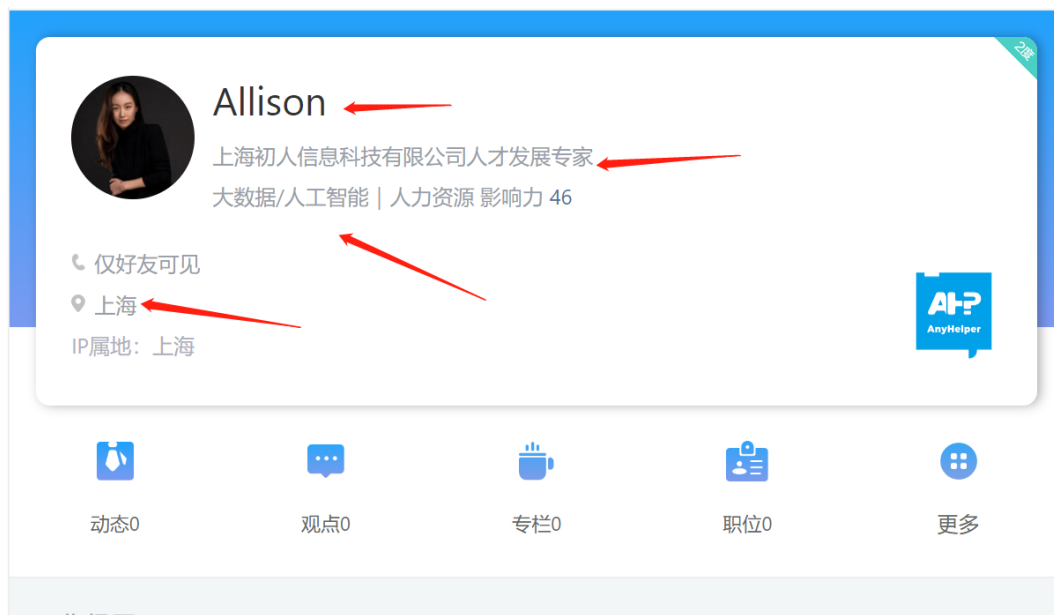 2度
Allison
上海初人信息科技有限公司人才发展专家
大数据/人工智能 | 人力资源 影响力 46
仅好友可见
上海
IP属地：上海
AH?
AnyHelper
动态0
观点0
专栏0
职位0
更多